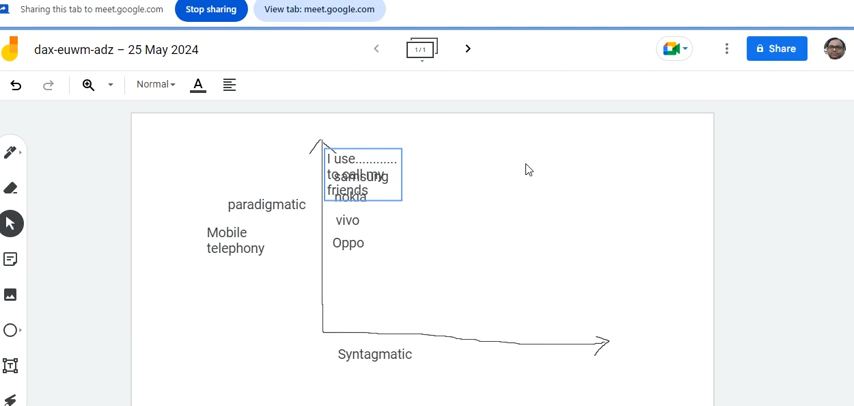 Sharing this tab to meet.google.com
Stop sharing
View tab: meet.google.com
dax-euwm-adz – 25 May 2024
1/1
Share
Normal
A
I use............
to call my
friends
samsung
nokia
vivo
Oppo
paradigmatic
Mobile
telephony
Syntagmatic